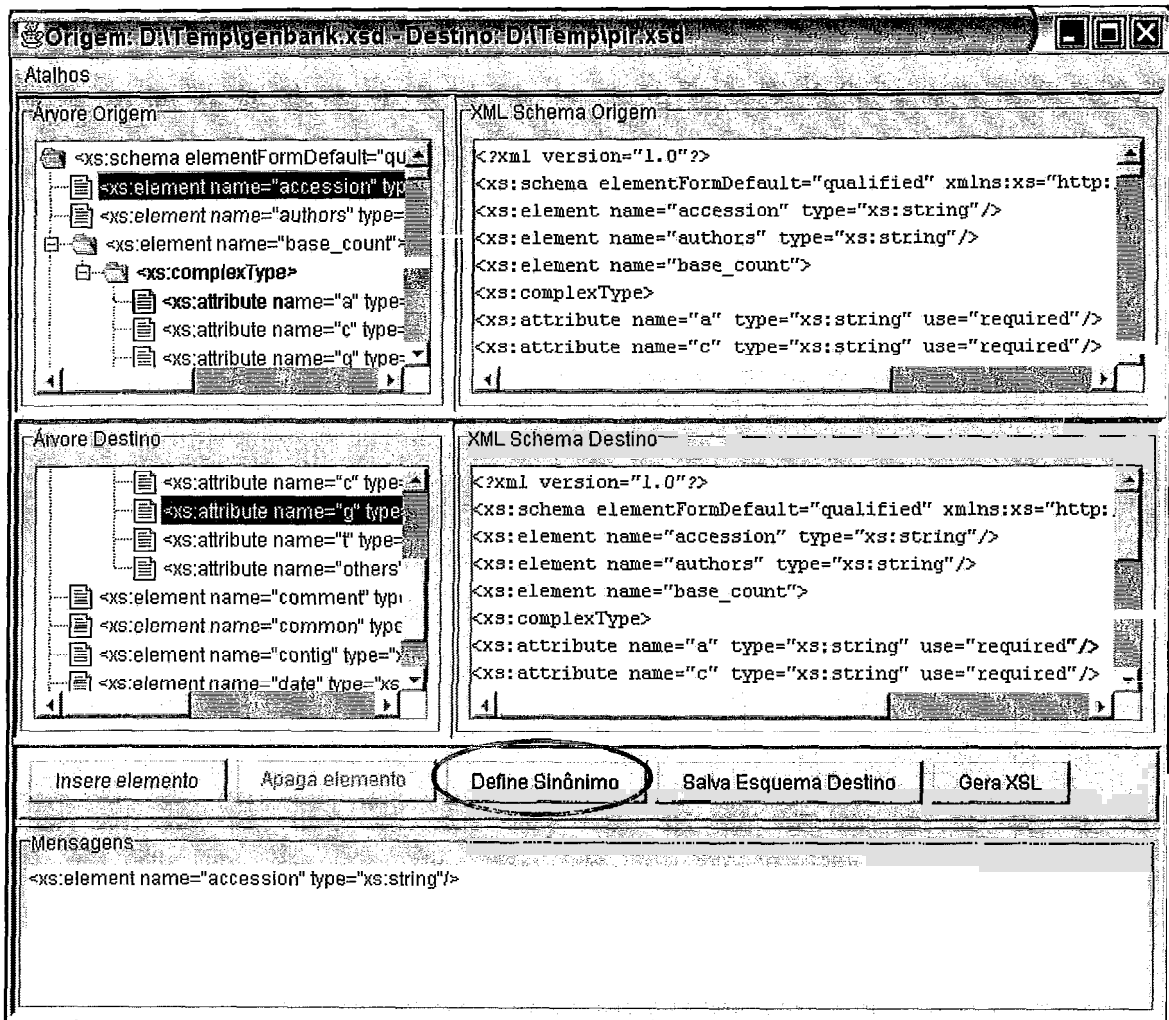 Origem: D:\Temp\genbank.xsd - Destino: D:\Temp\pir.xsd
Atalhos
Árvore Origem
<xs:schema elementFormDefault="qu
<xs:element name="accession" typ
<xs:element name="authors" type=
<xs:element name="base_count">
<xs:complexType>
<xs:attribute name="a" type=
<xs:attribute name="c" type=
<xs:attribute name="g" type=
XML Schema Origem
<?xml version="1.0"?>
<xs:schema elementFormDefault="qualified" xmlns:xs="http:
<xs:element name="accession" type="xs:string"/>
<xs:element name="authors" type="xs:string"/>
<xs:element name="base_count">
<xs:complexType>
<xs:attribute name="a" type="xs:string" use="required"/>
<xs:attribute name="c" type="xs:string" use="required"/>
Árvore Destino
<xs:attribute name="c" type=
<xs:attribute name="g" type=
<xs:attribute name="t" type=
<xs:attribute name="others"
<xs:element name="comment" typ
<xs:element name="common" type
<xs:element name="contig" type="x
<xs:element name="date" type="xs
XML Schema Destino
<?xml version="1.0"?>
<xs:schema elementFormDefault="qualified" xmlns:xs="http:
<xs:element name="accession" type="xs:string"/>
<xs:element name="authors" type="xs:string"/>
<xs:element name="base_count">
<xs:complexType>
<xs:attribute name="a" type="xs:string" use="required"/>
<xs:attribute name="c" type="xs:string" use="required"/>
Insere elemento Apaga elemento Define Sinônimo Salva Esquema Destino Gera XSL
Mensagens
<xs:element name="accession" type="xs:string"/>